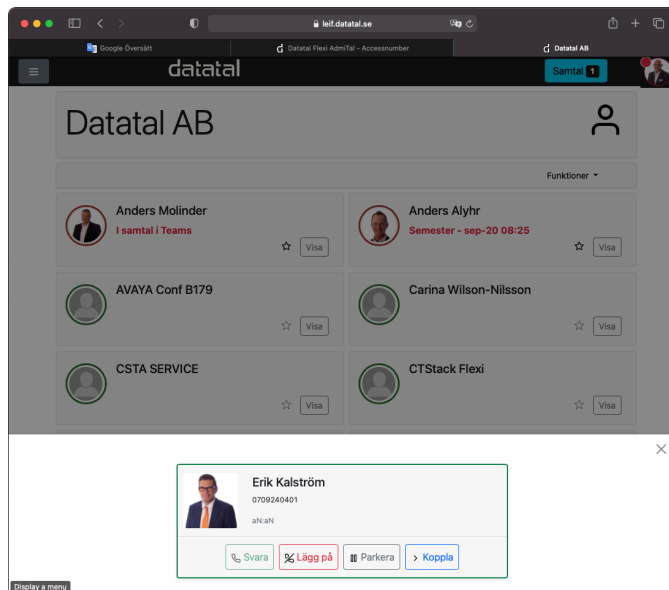 leif.datatal.se
Google Översätt
Datatal Flexi AdmiTal - Accessnumber
Datatal AB
datatal
Samtal 1
Datatal AB
Funktioner
Anders Molinder
I samtal i Teams
Visa
Anders Alyhr
Semester - sep-20 08:25
Visa
AVAYA Conf B179
Visa
Carina Wilson-Nilsson
Visa
CSTA SERVICE
Visa
CTStack Flexi
Visa
Erik Kalström
0709240401
aN:aN
Svara
Lägg på
Parkera
Koppla
Display a menu